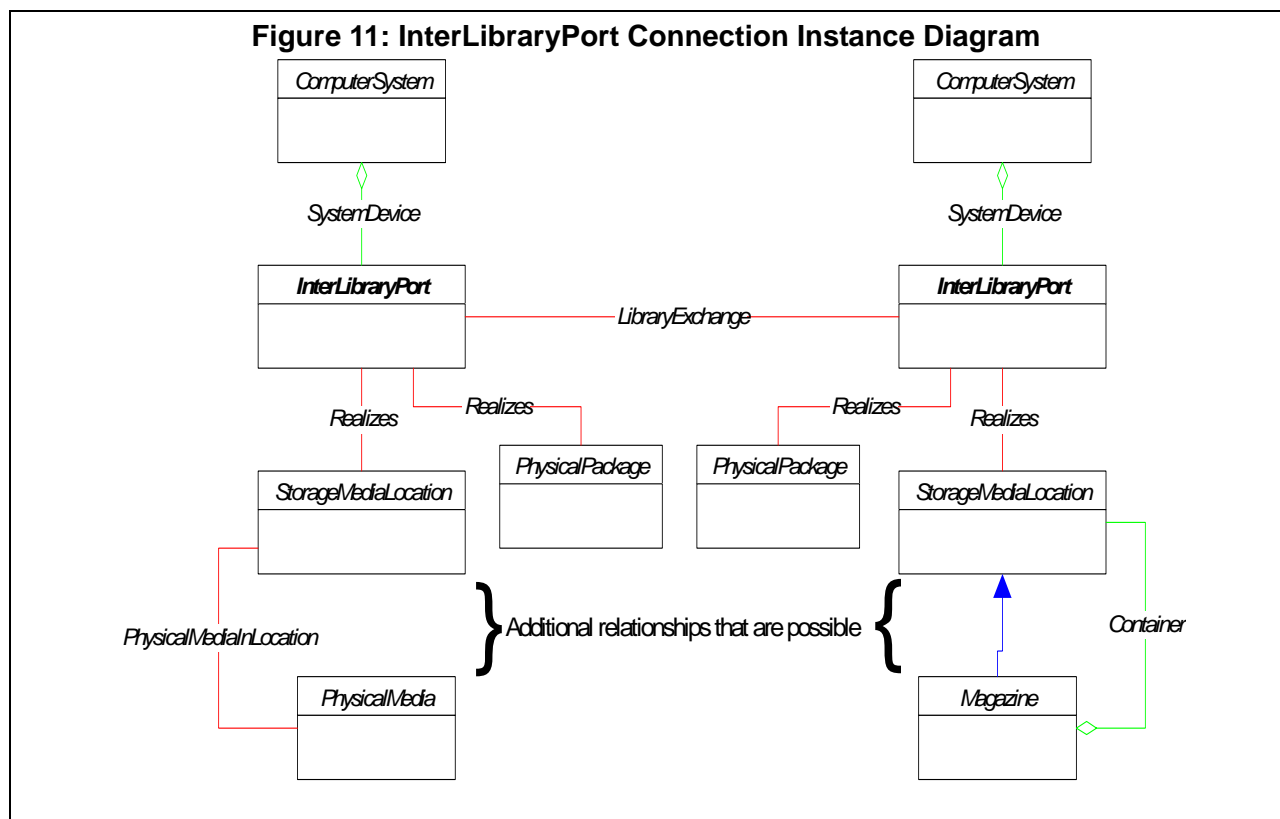 Figure 11: InterLibraryPort Connection Instance Diagram
ComputerSystem
ComputerSystem
SystemDevice
SystemDevice
InterLibraryPort
InterLibraryPort
LibraryExchange
Realizes
Realizes
Realizes
Realizes
PhysicalPackage
PhysicalPackage
StorageMediaLocation
StorageMediaLocation
PhysicalMediaInLocation
Additional relationships that are possible
Container
PhysicalMedia
Magazine